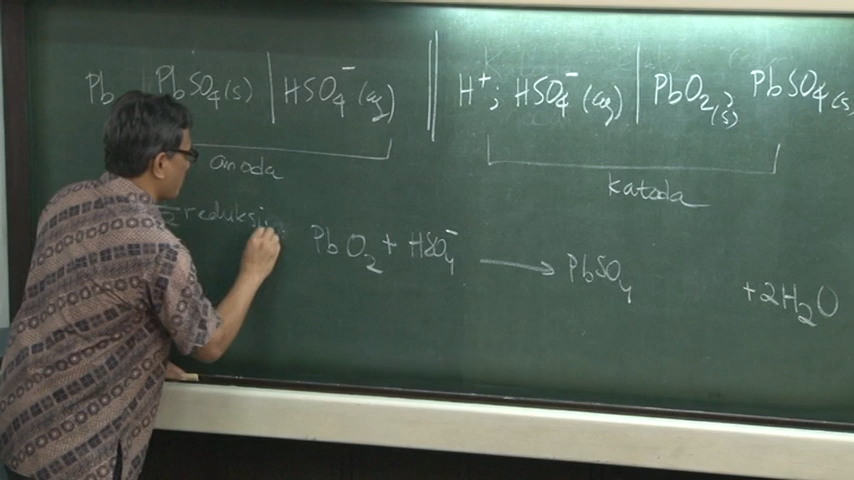 Pb | PbSO₄(s) | HSO₄⁻(aq) || H⁺; HSO₄⁻(aq) | PbO₂(s); PbSO₄(s)
anoda katoda
reduksi: PbO₂ + HSO₄⁻ ⟶ PbSO₄ + 2H₂O